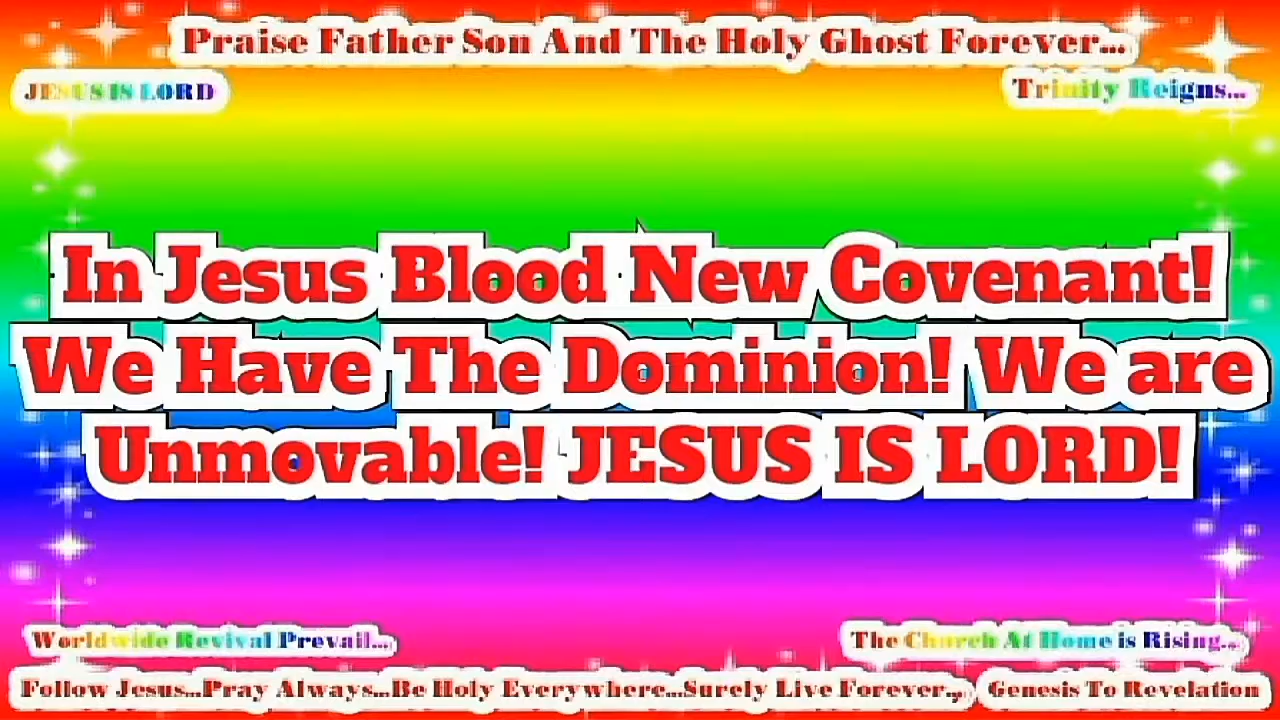 Praise Father Son And The Holy Ghost Forever...
JESUS IS LORD
Trinity Reigns...
In Jesus Blood New Covenant!
We Have The Dominion! We are
Unmovable! JESUS IS LORD!
Worldwide Revival Prevail...
The Church At Home is Rising...
Follow Jesus...Pray Always...Be Holy Everywhere...Surely Live Forever...
Genesis To Revelation